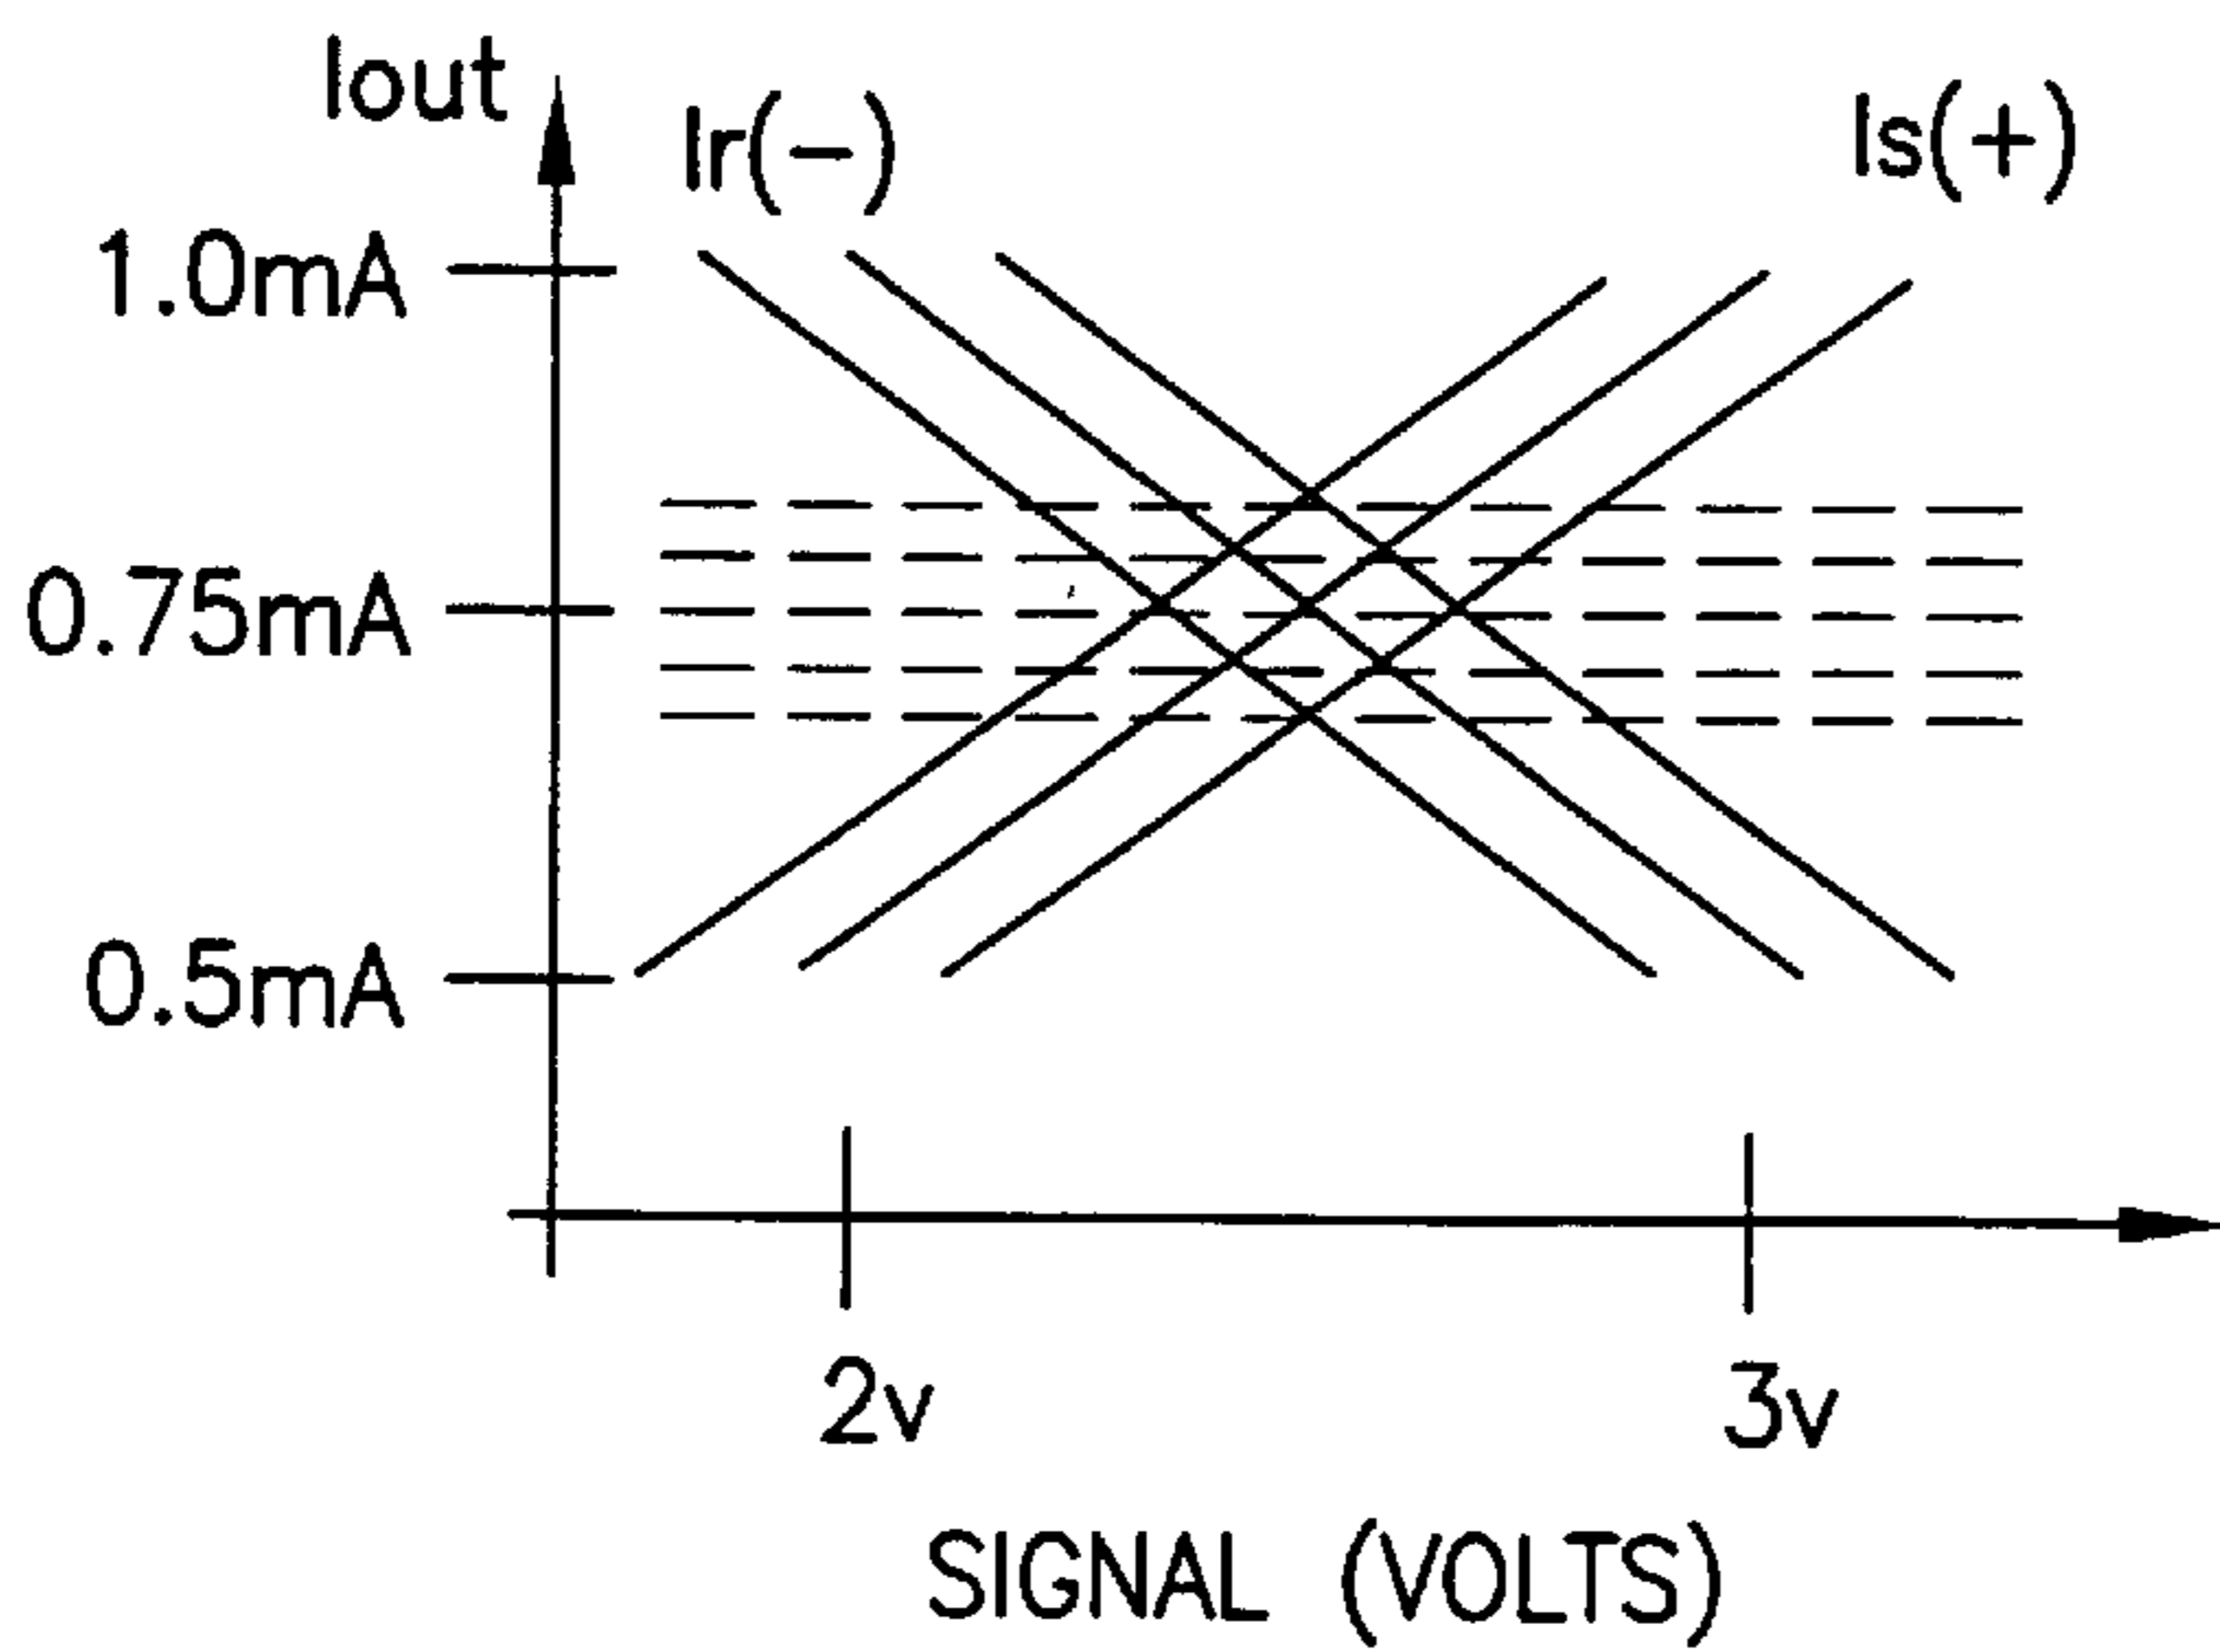 Iout
Ir(-)
Is(+)
1.0mA
0.75mA
0.5mA
2v
3v
SIGNAL (VOLTS)